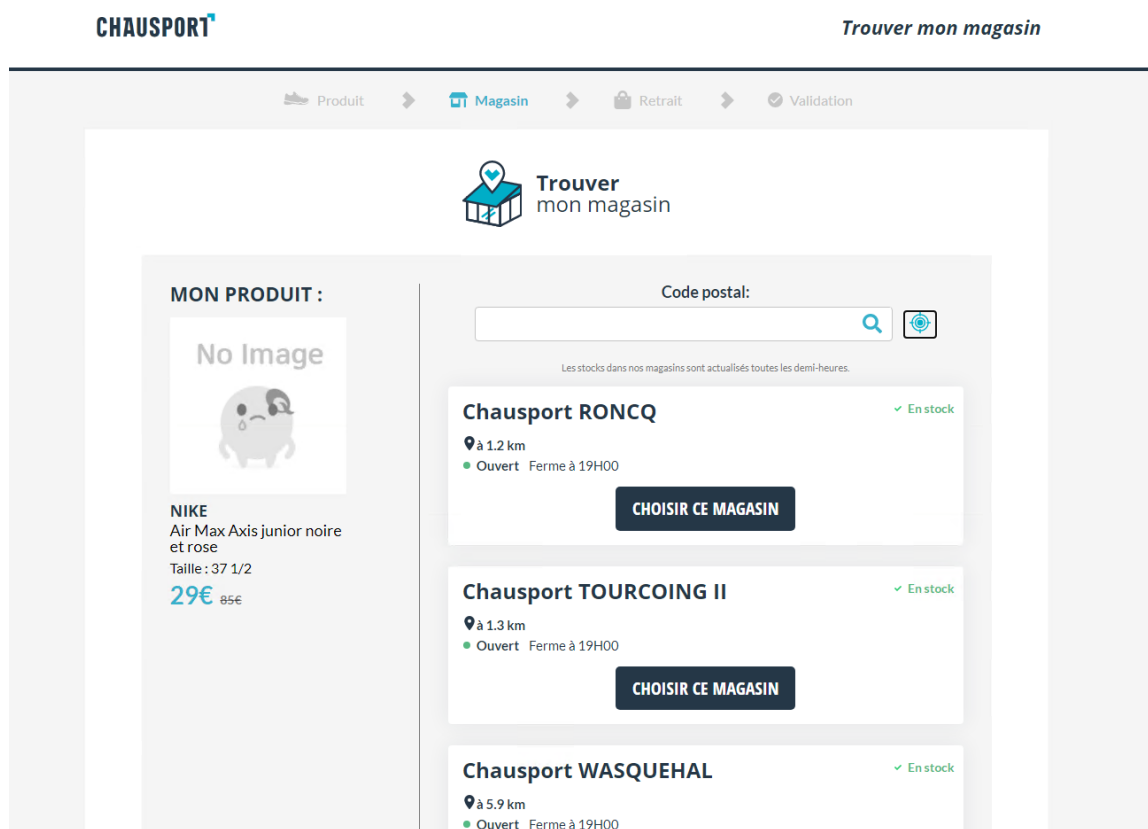 CHAUSPORT
Trouver mon magasin
Produit
Magasin
Retrait
Validation
Trouver
mon magasin
MON PRODUIT :
No Image
NIKE
Air Max Axis junior noire
et rose
Taille : 37 1/2
29€ 85€
Code postal:
Les stocks dans nos magasins sont actualisés toutes les demi-heures.
Chausport RONCQ
En stock
à 1.2 km
Ouvert Ferme à 19H00
CHOISIR CE MAGASIN
Chausport TOURCOING II
En stock
à 1.3 km
Ouvert Ferme à 19H00
CHOISIR CE MAGASIN
Chausport WASQUEHAL
En stock
à 5.9 km
Ouvert Ferme à 19H00